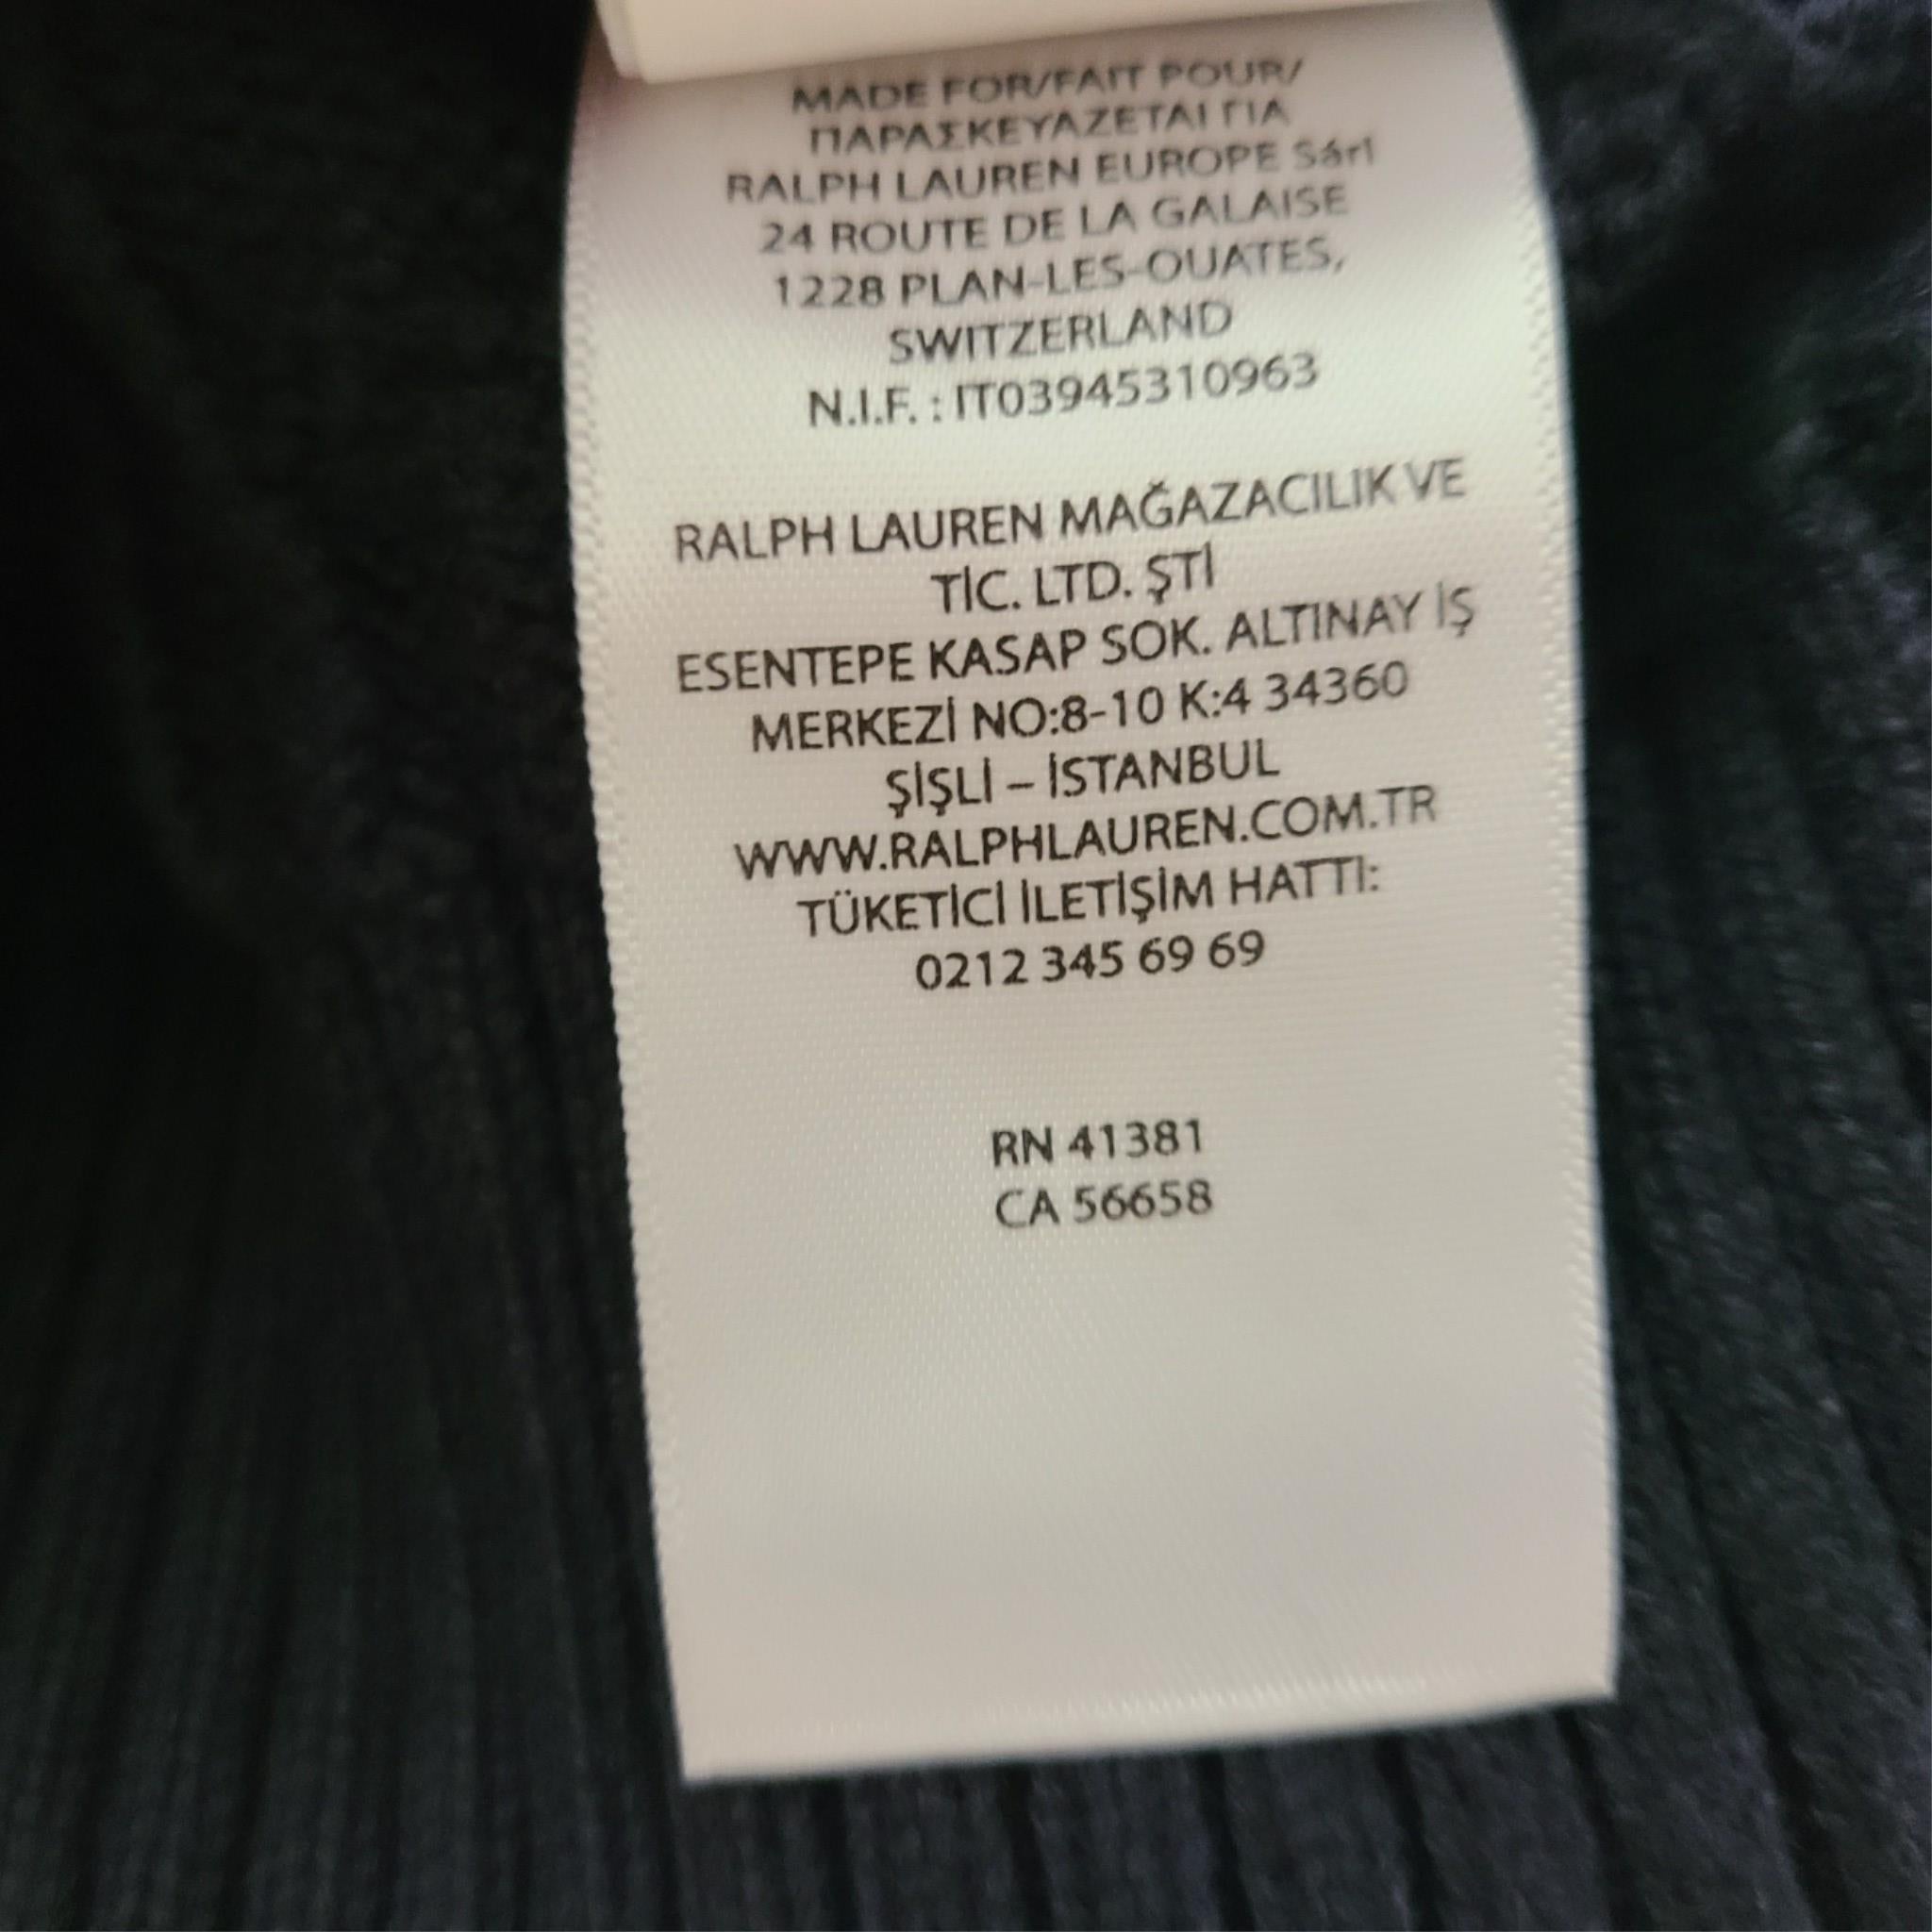 MADE FOR/FAIT POUR/
ΠΑΡΑΣΚΕΥΑΖΕΤΑΙ ΓΙΑ
RALPH LAUREN EUROPE Sárl
24 ROUTE DE LA GALAISE
1228 PLAN-LES-OUATES,
SWITZERLAND
N.I.F. : IT03945310963
RALPH LAUREN MAĞAZACILIK VE
TİC. LTD. ŞTİ
ESENTEPE KASAP SOK. ALTINAY İŞ
MERKEZİ NO:8-10 K:4 34360
ŞİŞLİ – İSTANBUL
WWW.RALPHLAUREN.COM.TR
TÜKETİCİ İLETİŞİM HATTI:
0212 345 69 69
RN 41381
CA 56658